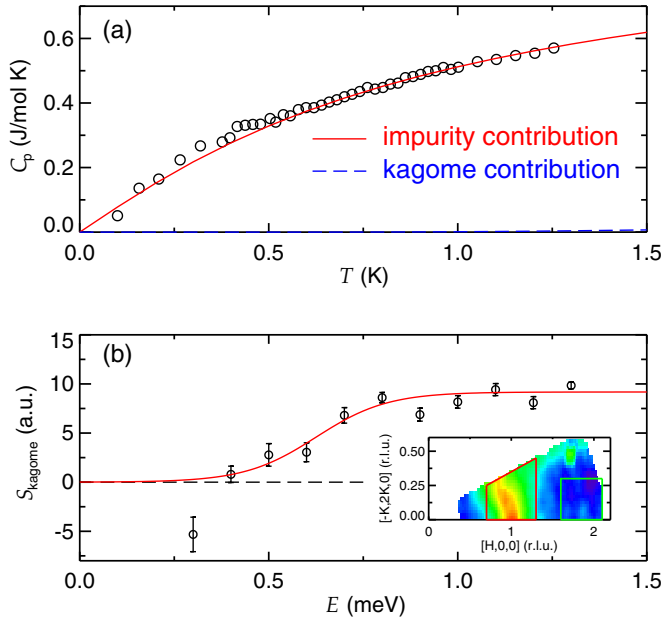 (a)
C_p (J/mol K)
0.6
0.4
0.2
0.0
impurity contribution
kagome contribution
0.0 0.5 1.0 1.5
T (K)
(b)
S_kagome (a.u.)
15
10
5
0
-5
[-K,2K,0] (r.l.u.)
0.50
0.25
0.00
0 1 2
[H,0,0] (r.l.u.)
0.0 0.5 1.0 1.5
E (meV)